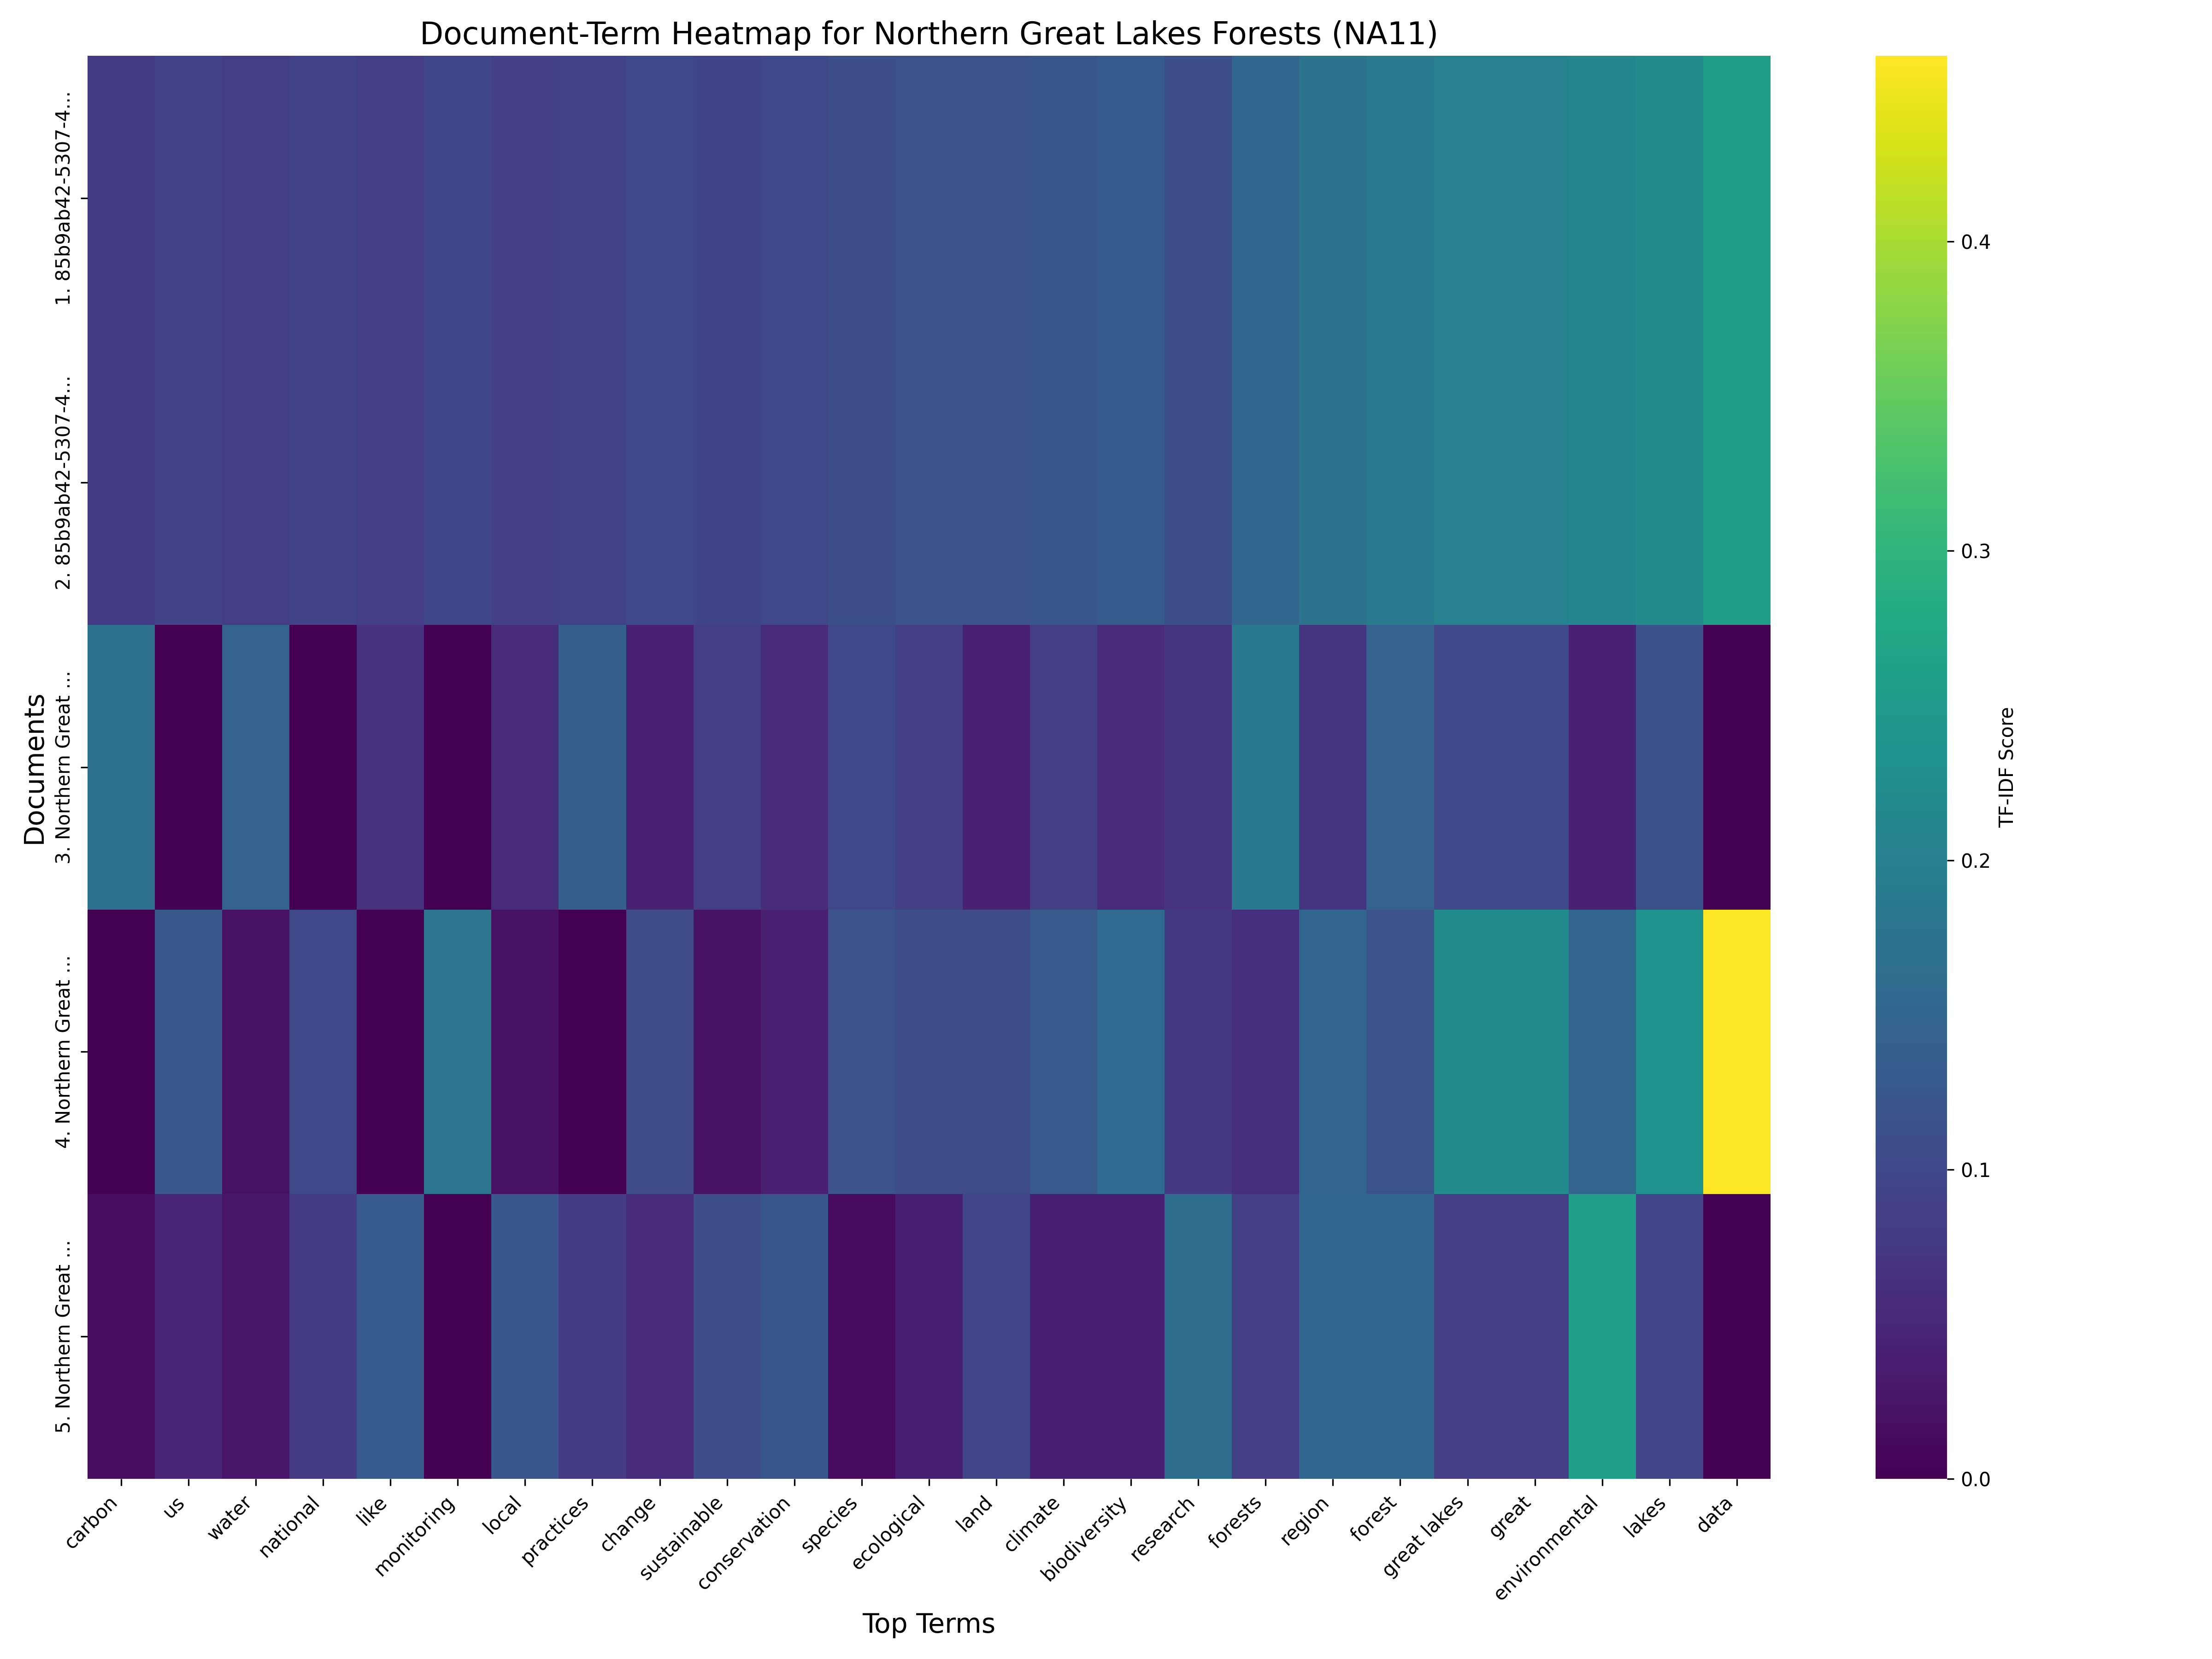 Document-Term Heatmap for Northern Great Lakes Forests (NA11)
Documents
1. 85b9ab42-5307-4...
2. 85b9ab42-5307-4...
3. Northern Great ...
4. Northern Great ...
5. Northern Great ...
carbon
us
water
national
like
monitoring
local
practices
change
sustainable
conservation
species
ecological
land
climate
biodiversity
research
forests
region
forest
great lakes
great
environmental
lakes
data
Top Terms
0.4
0.3
0.2
0.1
0.0
TF-IDF Score